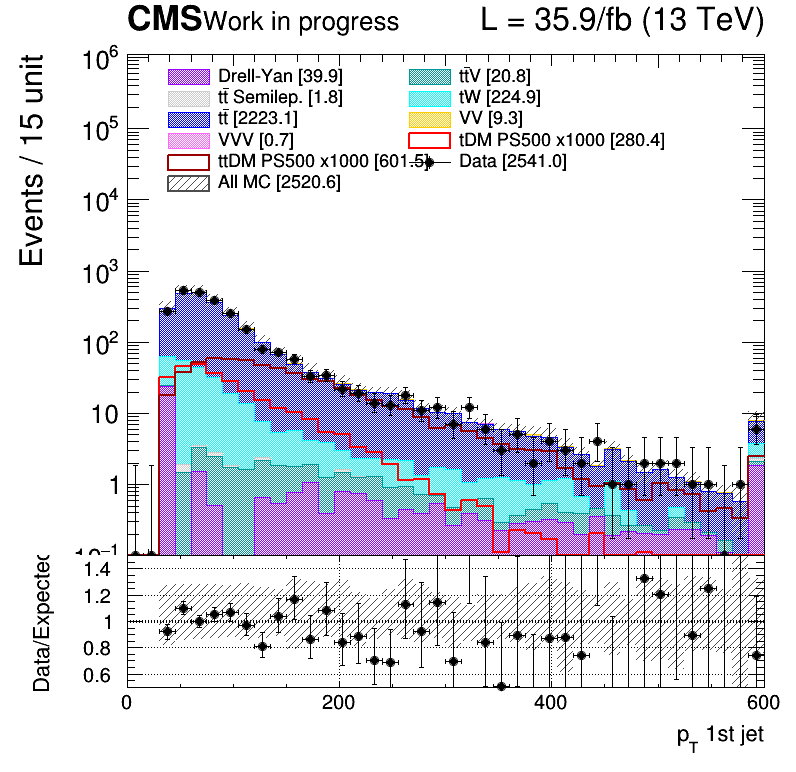 CMS Work in progress L = 35.9/fb (13 TeV)
Events / 15 unit
10⁶
10⁵
10⁴
10³
10²
10
1
10⁻¹
Drell-Yan [39.9] tt̄V [20.8]
tt̄ Semilep. [1.8] tW [224.9]
tt̄ [2223.1] VV [9.3]
VVV [0.7] tDM PS500 x1000 [280.4]
ttDM PS500 x1000 [601.5] Data [2541.0]
All MC [2520.6]
Data/Expected
1.4
1.2
1
0.8
0.6
0 200 400 600
p_T 1st jet